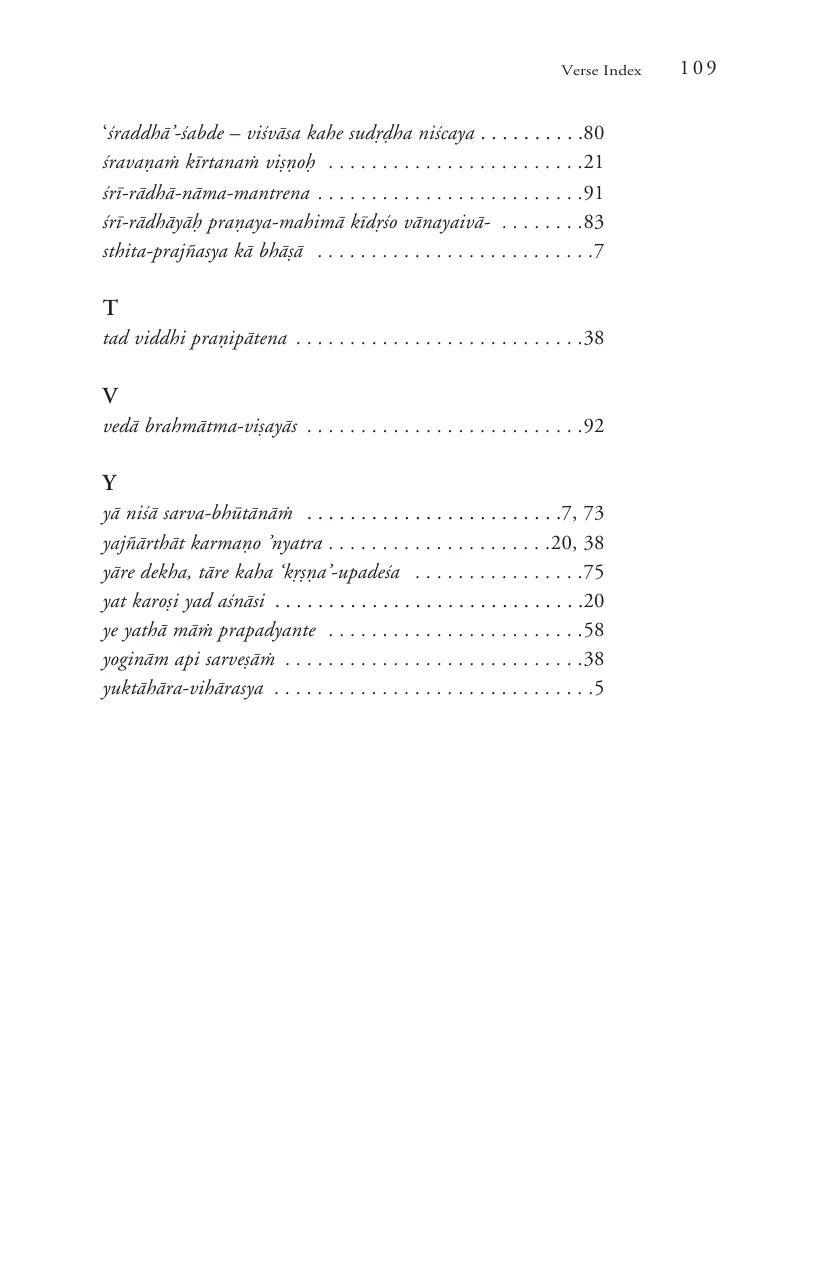 Verse Index 109
‘śraddhā’-śabde – viśvāsa kahe sudṛḍha niścaya . . . . . . . . . .80
śravaṇaṁ kīrtanaṁ viṣṇoḥ . . . . . . . . . . . . . . . . . . . . . . . .21
śrī-rādhā-nāma-mantrena . . . . . . . . . . . . . . . . . . . . . . . . .91
śrī-rādhāyāḥ praṇaya-mahimā kīdṛśo vānayaivā- . . . . . . . .83
sthita-prajñasya kā bhāṣā . . . . . . . . . . . . . . . . . . . . . . . . . .7
T
tad viddhi praṇipātena . . . . . . . . . . . . . . . . . . . . . . . . . . .38
V
vedā brahmātma-viṣayās . . . . . . . . . . . . . . . . . . . . . . . . . .92
Y
yā niśā sarva-bhūtānāṁ . . . . . . . . . . . . . . . . . . . . . . . .7, 73
yajñārthāt karmaṇo ’nyatra . . . . . . . . . . . . . . . . . . . . .20, 38
yāre dekha, tāre kaha ‘kṛṣṇa’-upadeśa . . . . . . . . . . . . . . . .75
yat karoṣi yad aśnāsi . . . . . . . . . . . . . . . . . . . . . . . . . . . . .20
ye yathā māṁ prapadyante . . . . . . . . . . . . . . . . . . . . . . . .58
yoginām api sarveṣāṁ . . . . . . . . . . . . . . . . . . . . . . . . . . . .38
yuktāhāra-vihārasya . . . . . . . . . . . . . . . . . . . . . . . . . . . . . .5